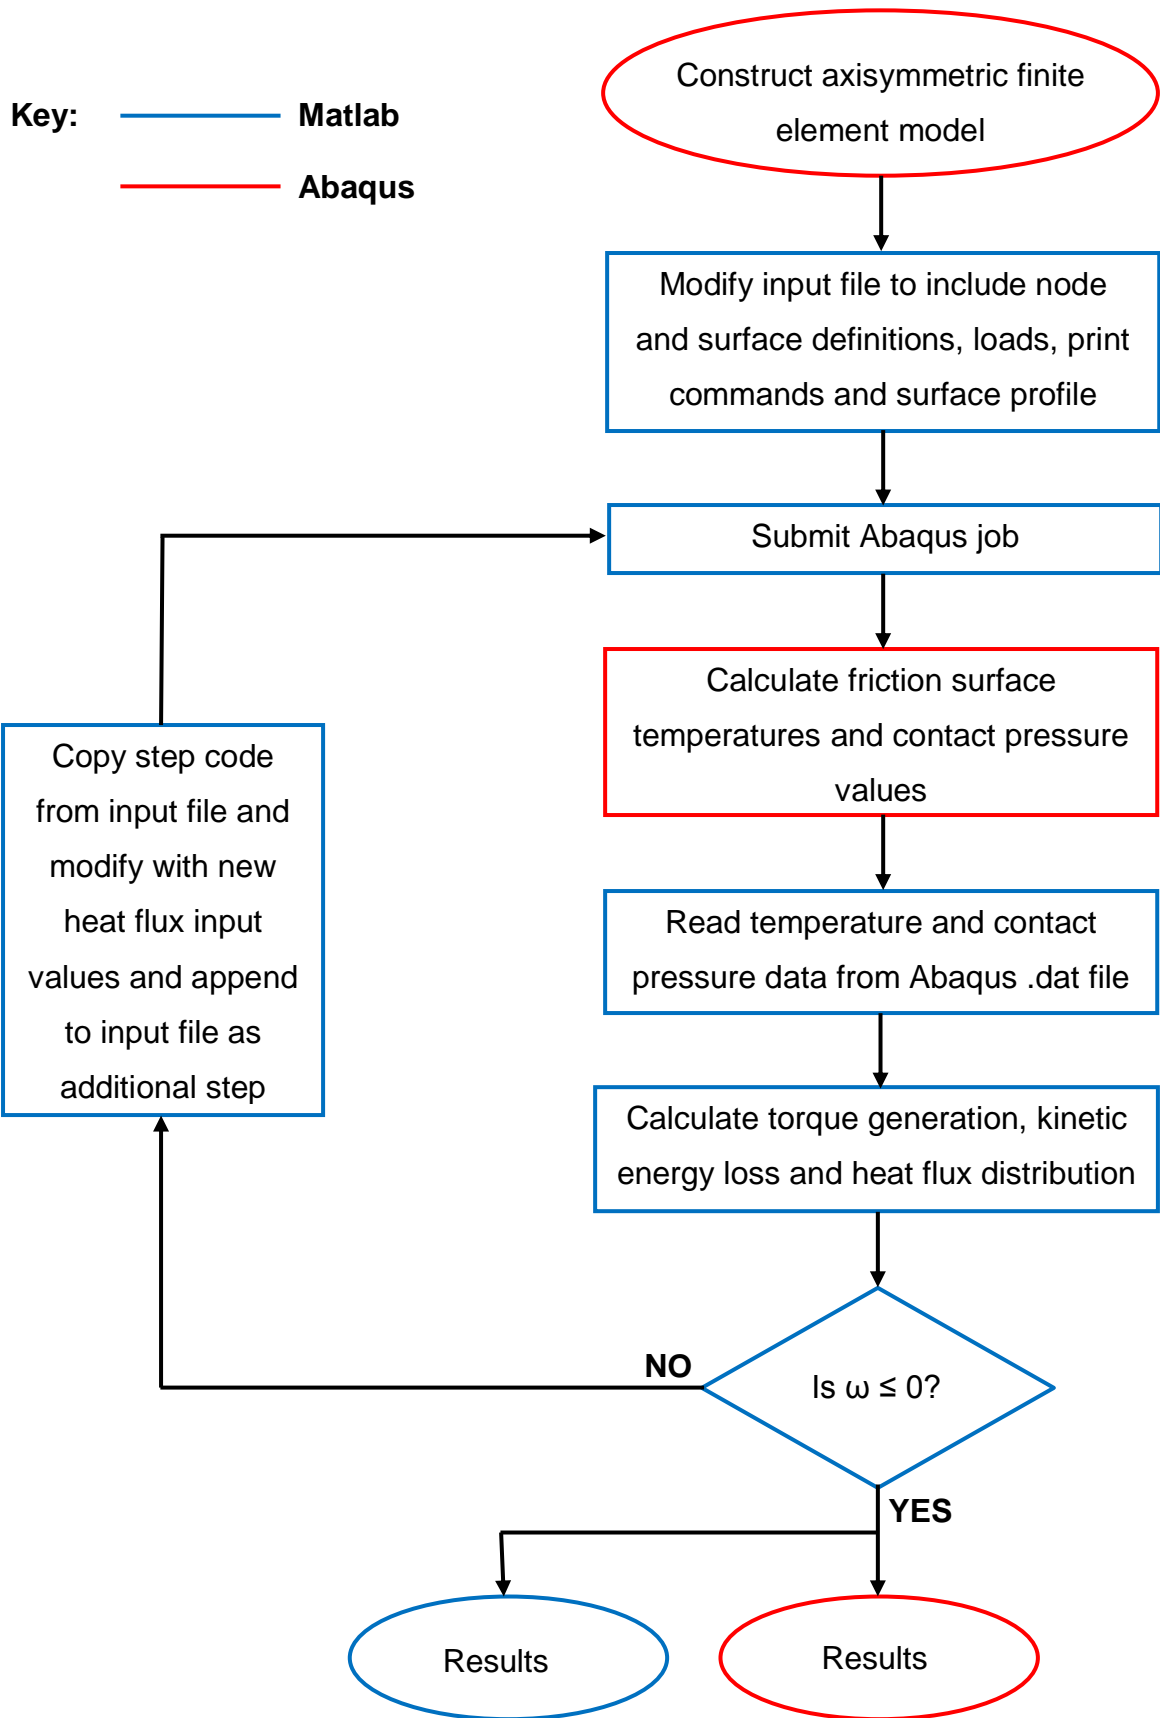 Key:
Matlab
Abaqus
Construct axisymmetric finite
element model
Modify input file to include node
and surface definitions, loads, print
commands and surface profile
Submit Abaqus job
Calculate friction surface
temperatures and contact pressure
values
Copy step code
from input file and
modify with new
heat flux input
values and append
to input file as
additional step
Read temperature and contact
pressure data from Abaqus .dat file
Calculate torque generation, kinetic
energy loss and heat flux distribution
NO
Is ω ≤ 0?
YES
Results
Results